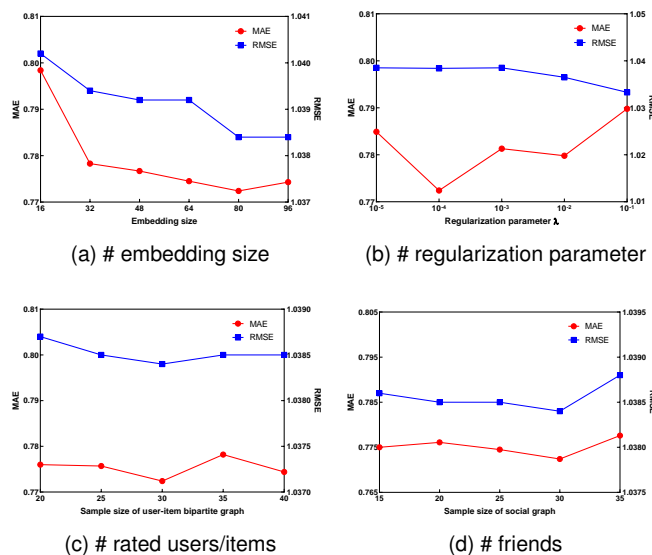 0.81
0.80
0.79
0.78
0.77
MAE
16 32 48 64 80 96
Embedding size
1.041
1.040
1.039
1.038
1.037
RMSE
MAE
RMSE
(a) # embedding size
0.81
0.80
0.79
0.78
0.77
MAE
10-5 10-4 10-3 10-2 10-1
Regularization parameter λ
1.05
1.04
1.03
1.02
1.01
RMSE
MAE
RMSE
(b) # regularization parameter
0.81
0.80
0.79
0.78
0.77
MAE
20 25 30 35 40
Sample size of user-item bipartite graph
1.0390
1.0385
1.0380
1.0375
1.0370
RMSE
MAE
RMSE
(c) # rated users/items
0.805
0.795
0.785
0.775
0.765
MAE
15 20 25 30 35
Sample size of social graph
1.0395
1.0390
1.0385
1.0380
1.0375
MAE
RMSE
(d) # friends